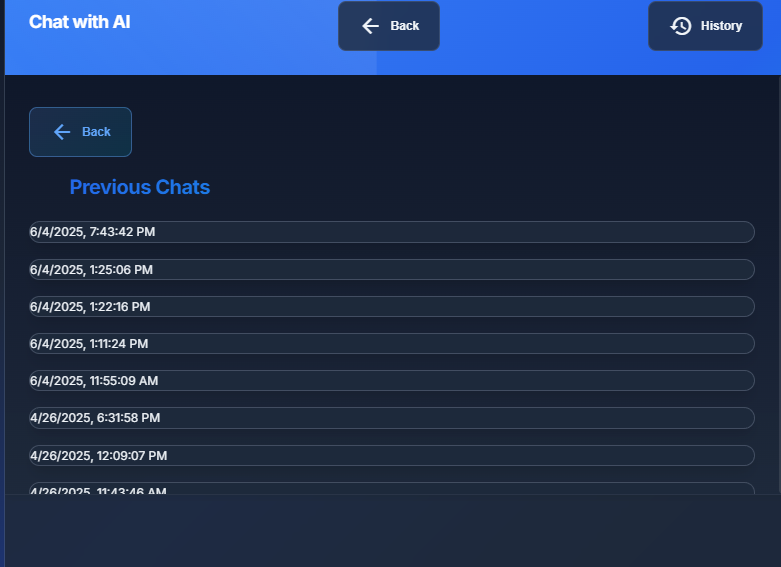 Chat with AI
Back
History
Back
Previous Chats
6/4/2025, 7:43:42 PM
6/4/2025, 1:25:06 PM
6/4/2025, 1:22:16 PM
6/4/2025, 1:11:24 PM
6/4/2025, 11:55:09 AM
4/26/2025, 6:31:58 PM
4/26/2025, 12:09:07 PM
4/26/2025, 11:43:46 AM